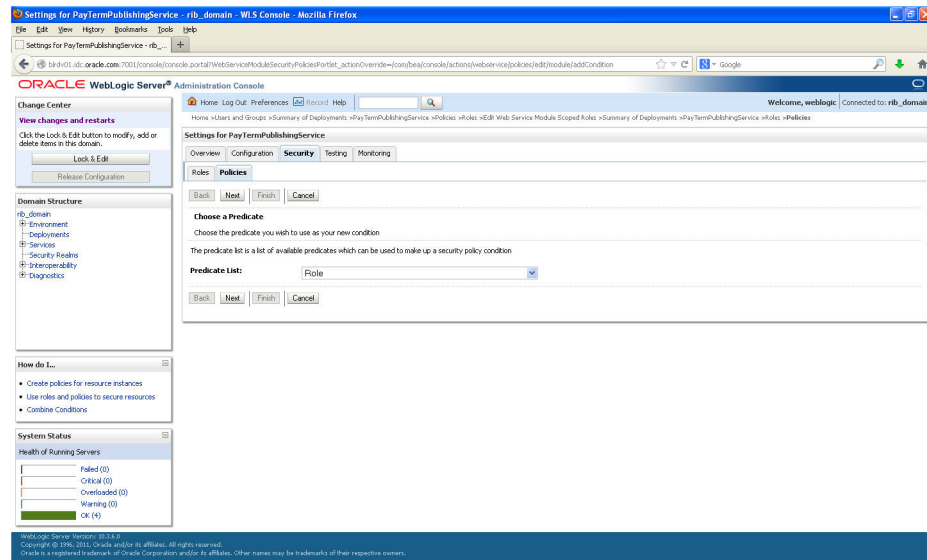 Settings for PayTermPublishingService - rib_domain - WLS Console - Mozilla Firefox
File Edit View History Bookmarks Tools Help
Settings for PayTermPublishingService - rib_...
blrdv01.idc.oracle.com:7001/console/console.portal?WebServiceModuleSecurityPoliciesPortlet_actionOverride=/com/bea/console/actions/webservice/policies/edit/module/addCondition
Google
ORACLE WebLogic Server® Administration Console
Change Center
View changes and restarts
Click the Lock & Edit button to modify, add or
delete items in this domain.
Lock & Edit
Release Configuration
Domain Structure
rib_domain
Environment
Deployments
Services
Security Realms
Interoperability
Diagnostics
How do I...
Create policies for resource instances
Use roles and policies to secure resources
Combine Conditions
System Status
Health of Running Servers
Failed (0)
Critical (0)
Overloaded (0)
Warning (0)
OK (4)
Home Log Out Preferences Record Help
Welcome, weblogic Connected to: rib_domain
Home >Users and Groups >Summary of Deployments >PayTermPublishingService >Policies >Roles >Edit Web Service Module Scoped Roles >Summary of Deployments >PayTermPublishingService >Roles >Policies
Settings for PayTermPublishingService
Overview Configuration Security Testing Monitoring
Roles Policies
Back Next Finish Cancel
Choose a Predicate
Choose the predicate you wish to use as your new condition
The predicate list is a list of available predicates which can be used to make up a security policy condition
Predicate List: Role
Back Next Finish Cancel
WebLogic Server Version: 10.3.6.0
Copyright © 1996, 2011, Oracle and/or its affiliates. All rights reserved.
Oracle is a registered trademark of Oracle Corporation and/or its affiliates. Other names may be trademarks of their respective owners.